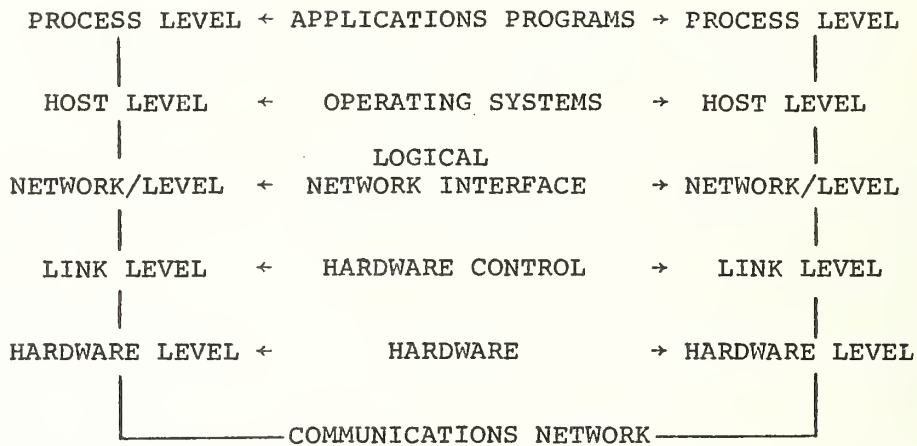 PROCESS LEVEL ← APPLICATIONS PROGRAMS → PROCESS LEVEL
HOST LEVEL ← OPERATING SYSTEMS → HOST LEVEL
LOGICAL
NETWORK/LEVEL ← NETWORK INTERFACE → NETWORK/LEVEL
LINK LEVEL ← HARDWARE CONTROL → LINK LEVEL
HARDWARE LEVEL ← HARDWARE → HARDWARE LEVEL
COMMUNICATIONS NETWORK